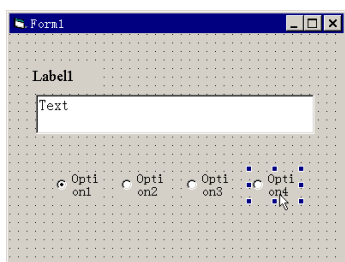 Form1
Label1
Text
Opti
on1
Opti
on2
Opti
on3
Opti
on4